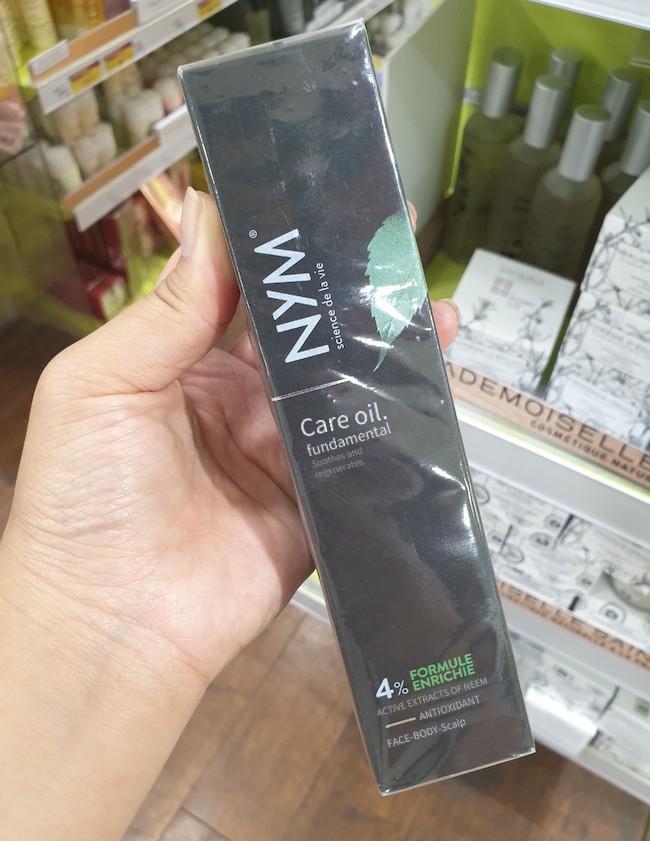 NYM®
science de la vie
Care oil.
fundamental
Soothes and
regenerates
4% FORMULE
ENRICHIE
ACTIVE EXTRACTS OF NEEM
ANTIOXIDANT
FACE-BODY-Scalp
ADEMOISELLE
COSMÉTIQUE NATUR